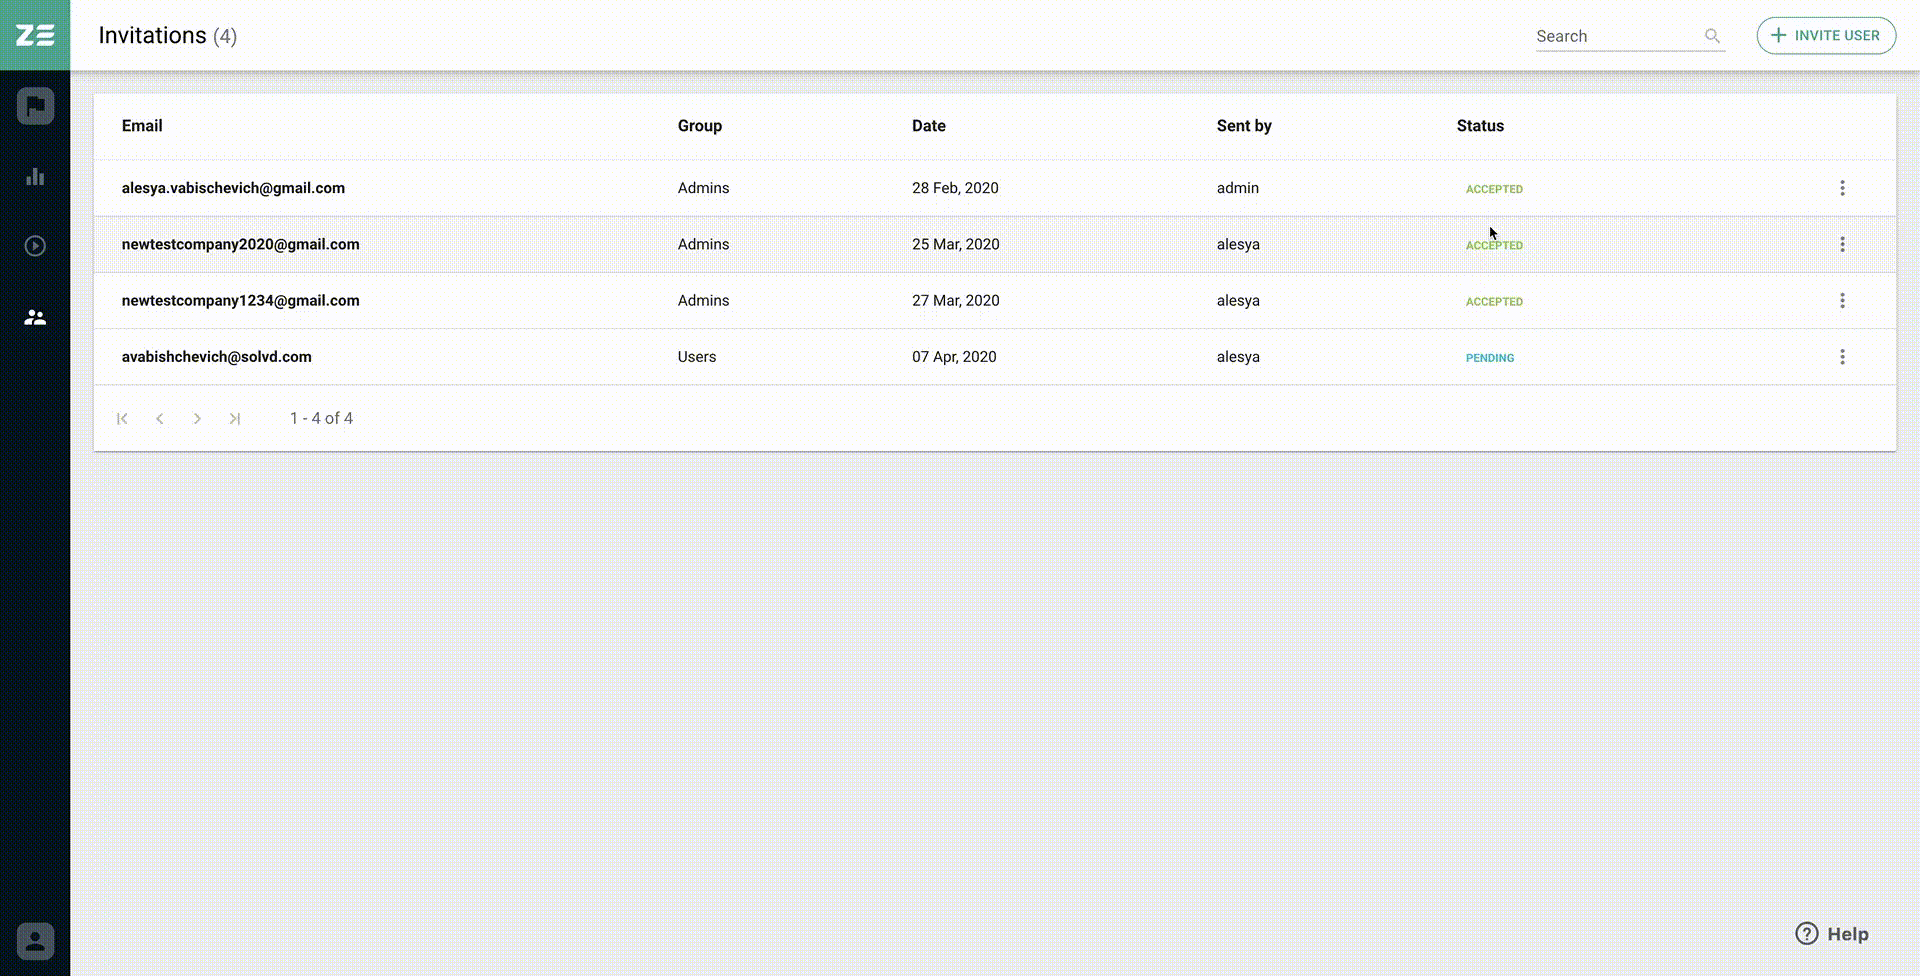 ZE
Invitations (4)
Search
INVITE USER
Email Group Date Sent by Status
alesya.vabischevich@gmail.com Admins 28 Feb, 2020 admin ACCEPTED
newtestcompany2020@gmail.com Admins 25 Mar, 2020 alesya ACCEPTED
newtestcompany1234@gmail.com Admins 27 Mar, 2020 alesya ACCEPTED
avabishchevich@solvd.com Users 07 Apr, 2020 alesya PENDING
1 - 4 of 4
Help